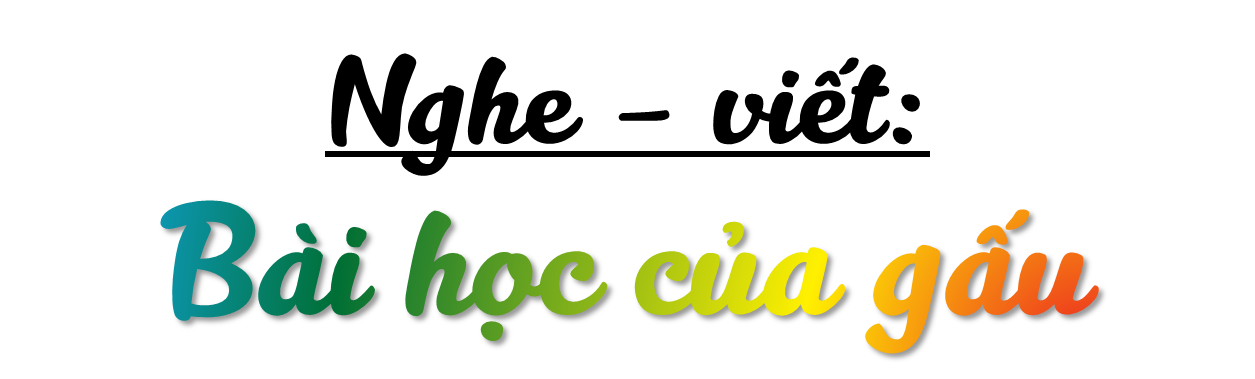 Nghe – viết:
Bài học của gấu